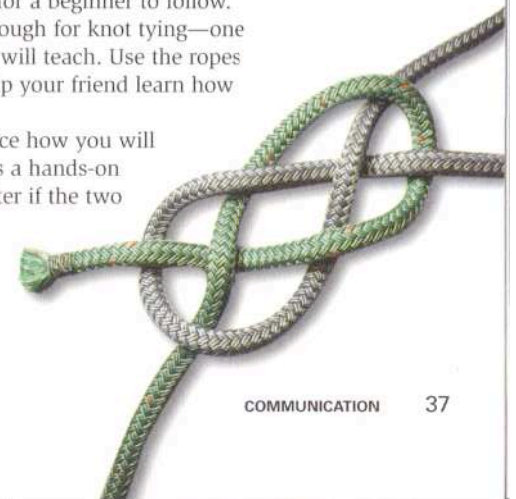 for a beginner to follow.
ough for knot tying—one
will teach. Use the ropes
p your friend learn how
ce how you will
s a hands-on
ter if the two
COMMUNICATION 37